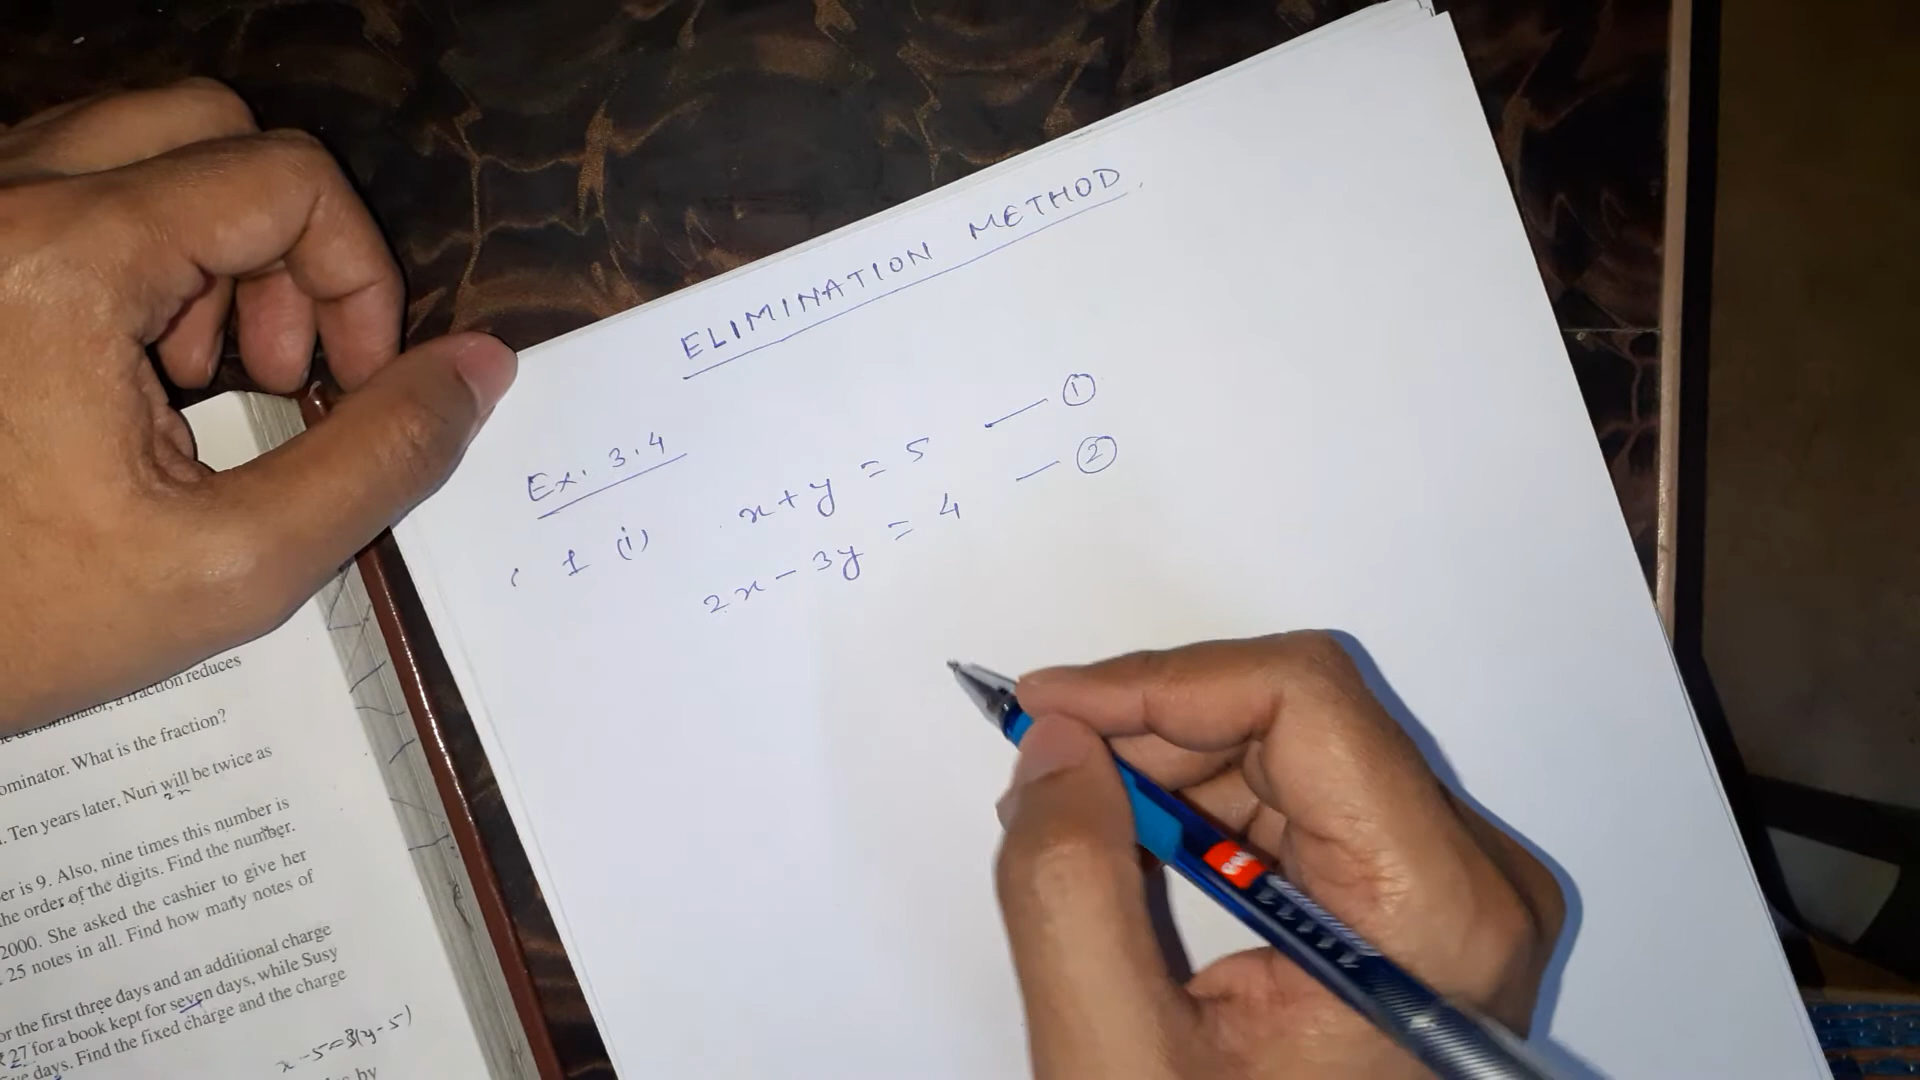 ELIMINATION METHOD.
Ex. 3.4
1 (i) x + y = 5 — ①
2x - 3y = 4 — ②
fraction reduces
ominator. What is the fraction?
. Ten years later, Nuri will be twice as
2x
er is 9. Also, nine times this number is
he order of the digits. Find the number.
2000. She asked the cashier to give her
25 notes in all. Find how many notes of
or the first three days and an additional charge
₹27 for a book kept for seven days, while Susy
days. Find the fixed charge and the charge
x - 5 = 3(y - 5)
by